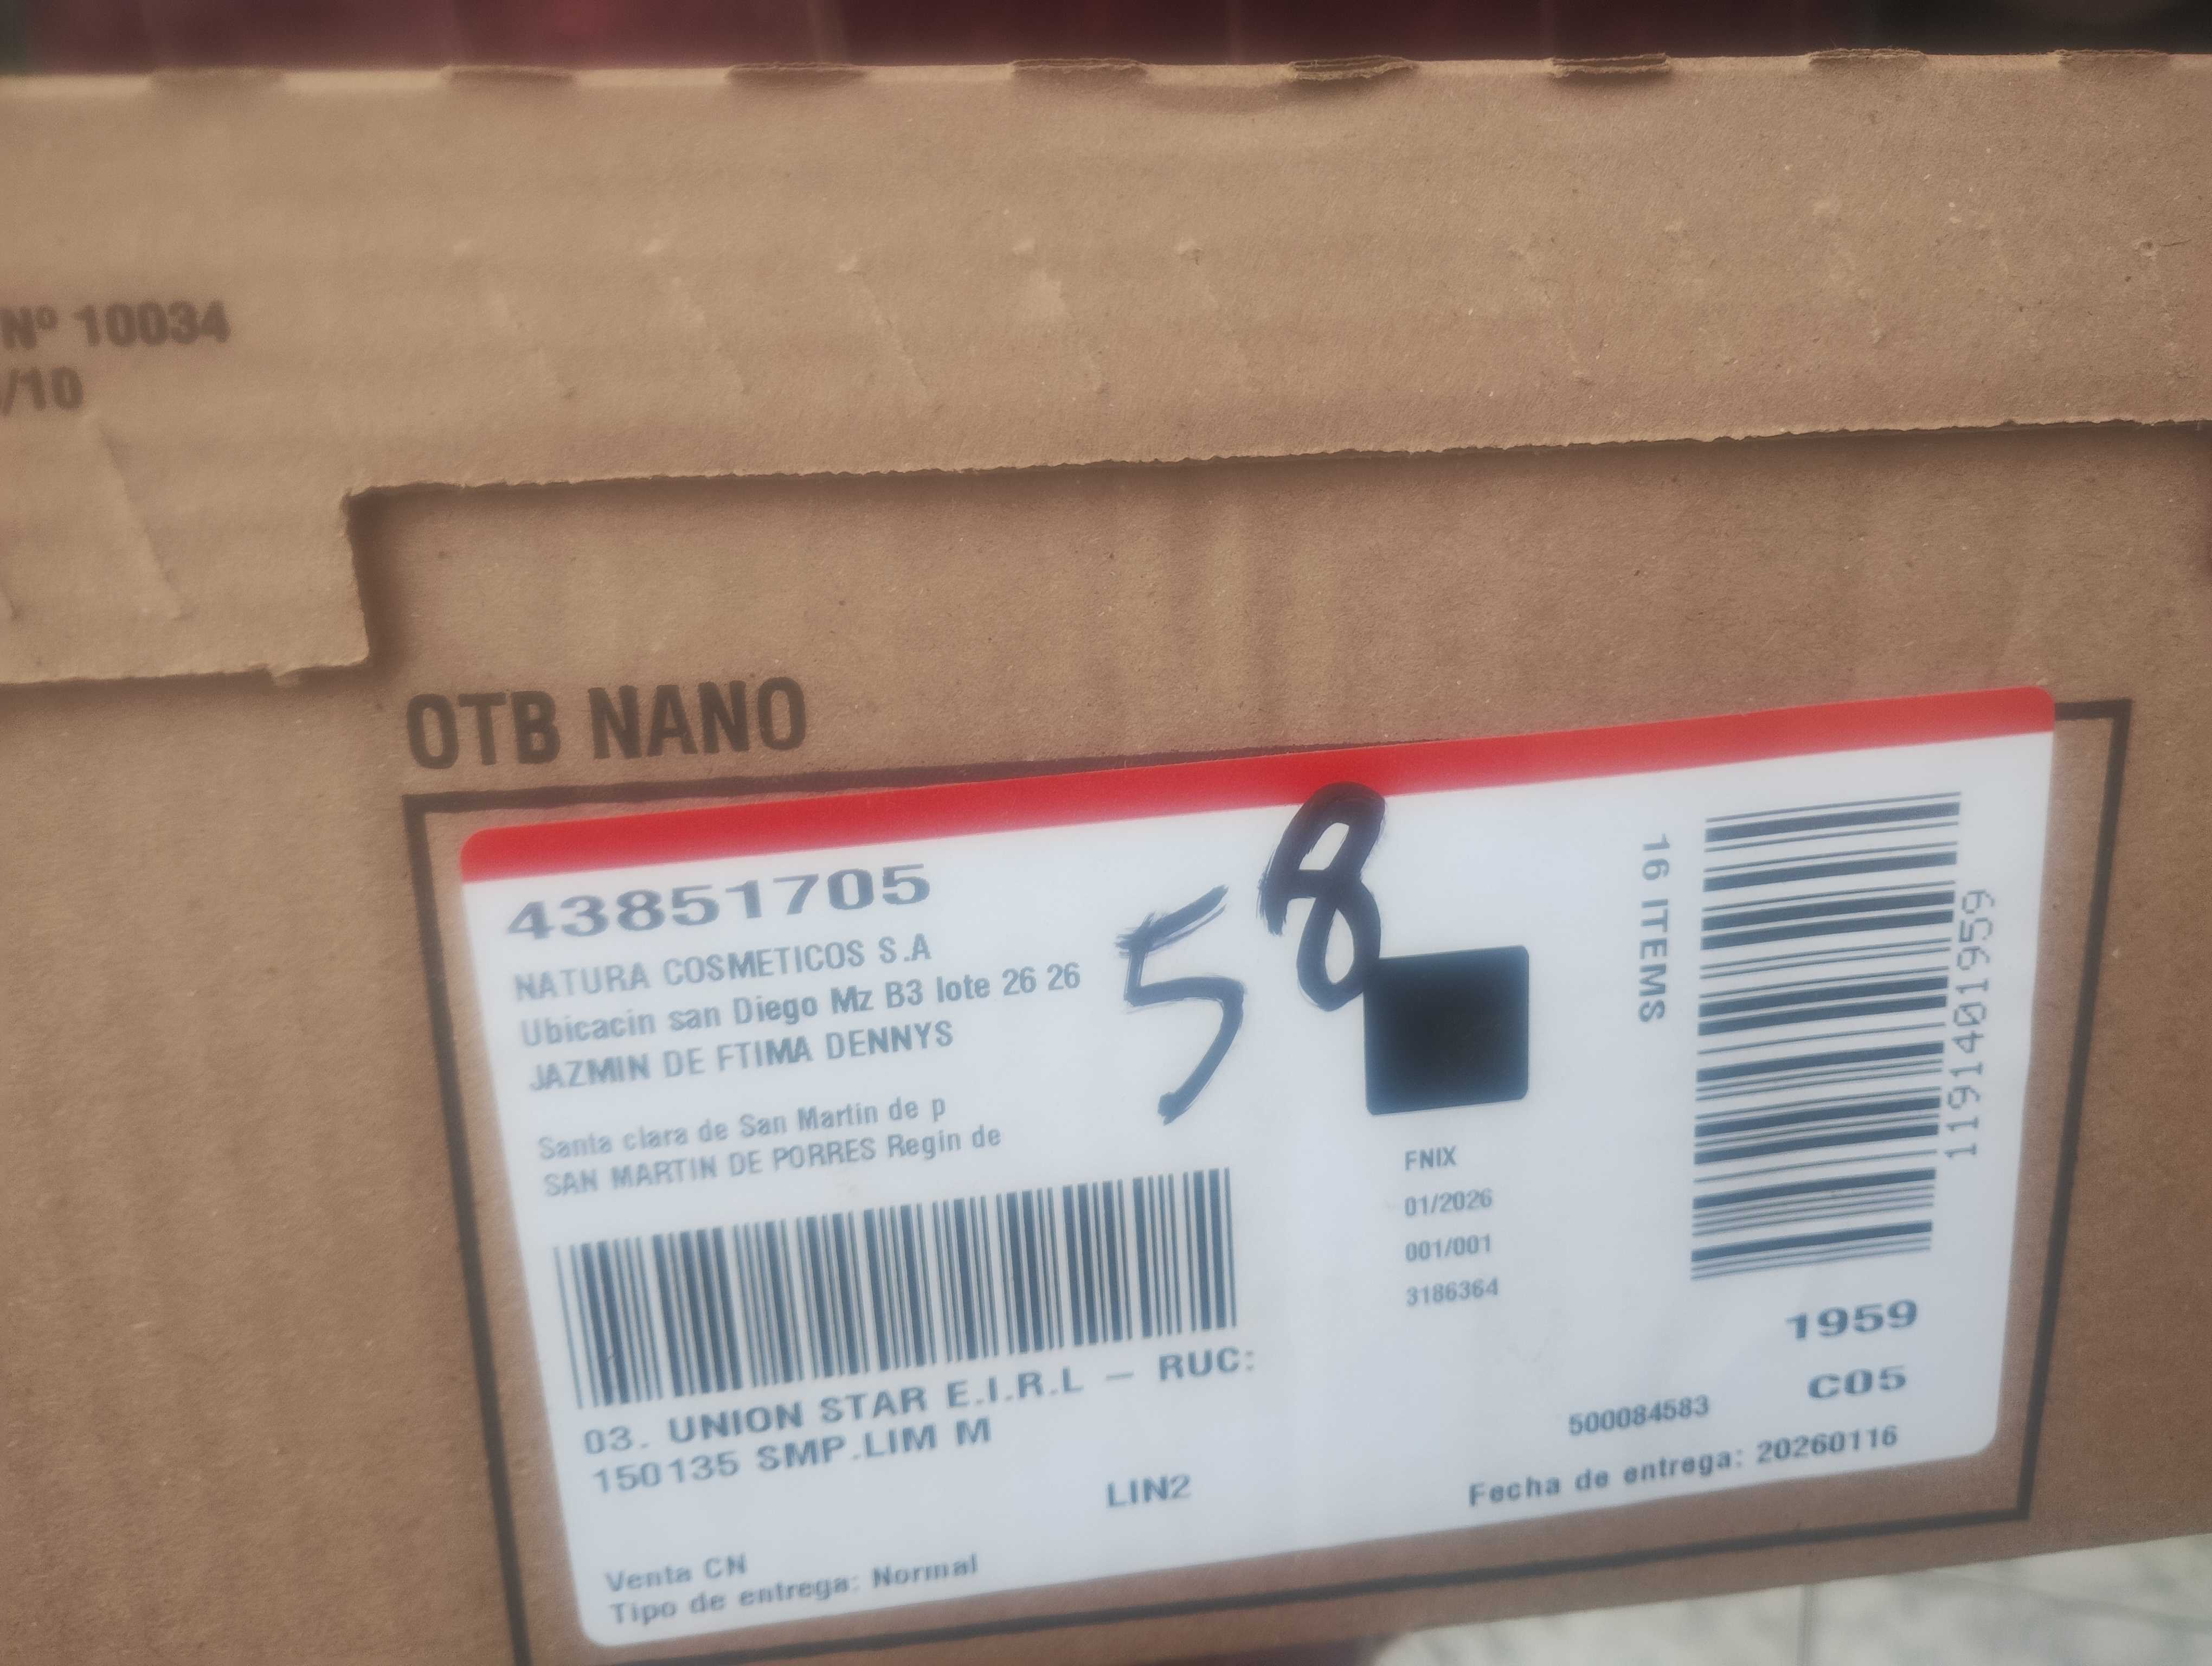 Nº 10034
/10
OTB NANO
43851705
NATURA COSMETICOS S.A
Ubicacin san Diego Mz B3 lote 26 26
JAZMIN DE FTIMA DENNYS
Santa clara de San Martin de p
SAN MARTIN DE PORRES Regin de
58
03. UNION STAR E.I.R.L — RUC:
150135 SMP.LIM M
LIN2
Venta CN
Tipo de entrega: Normal
FNIX
01/2026
001/001
3186364
16 ITEMS
1191401959
1959
C05
500084583
Fecha de entrega: 20260116